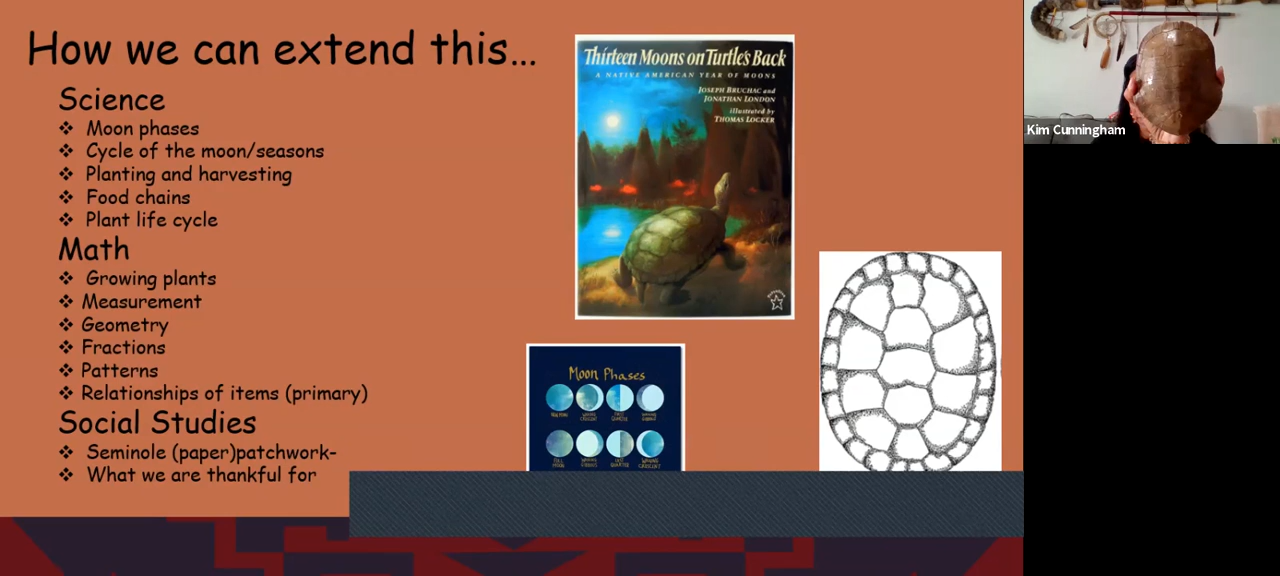 How we can extend this...
Science
❖ Moon phases
❖ Cycle of the moon/seasons
❖ Planting and harvesting
❖ Food chains
❖ Plant life cycle
Math
❖ Growing plants
❖ Measurement
❖ Geometry
❖ Fractions
❖ Patterns
❖ Relationships of items (primary)
Social Studies
❖ Seminole (paper)patchwork-
❖ What we are thankful for
Thirteen Moons on Turtle's Back
A NATIVE AMERICAN YEAR OF MOONS
JOSEPH BRUCHAC and
JONATHAN LONDON
illustrated by
THOMAS LOCKER
Moon Phases
Kim Cunningham